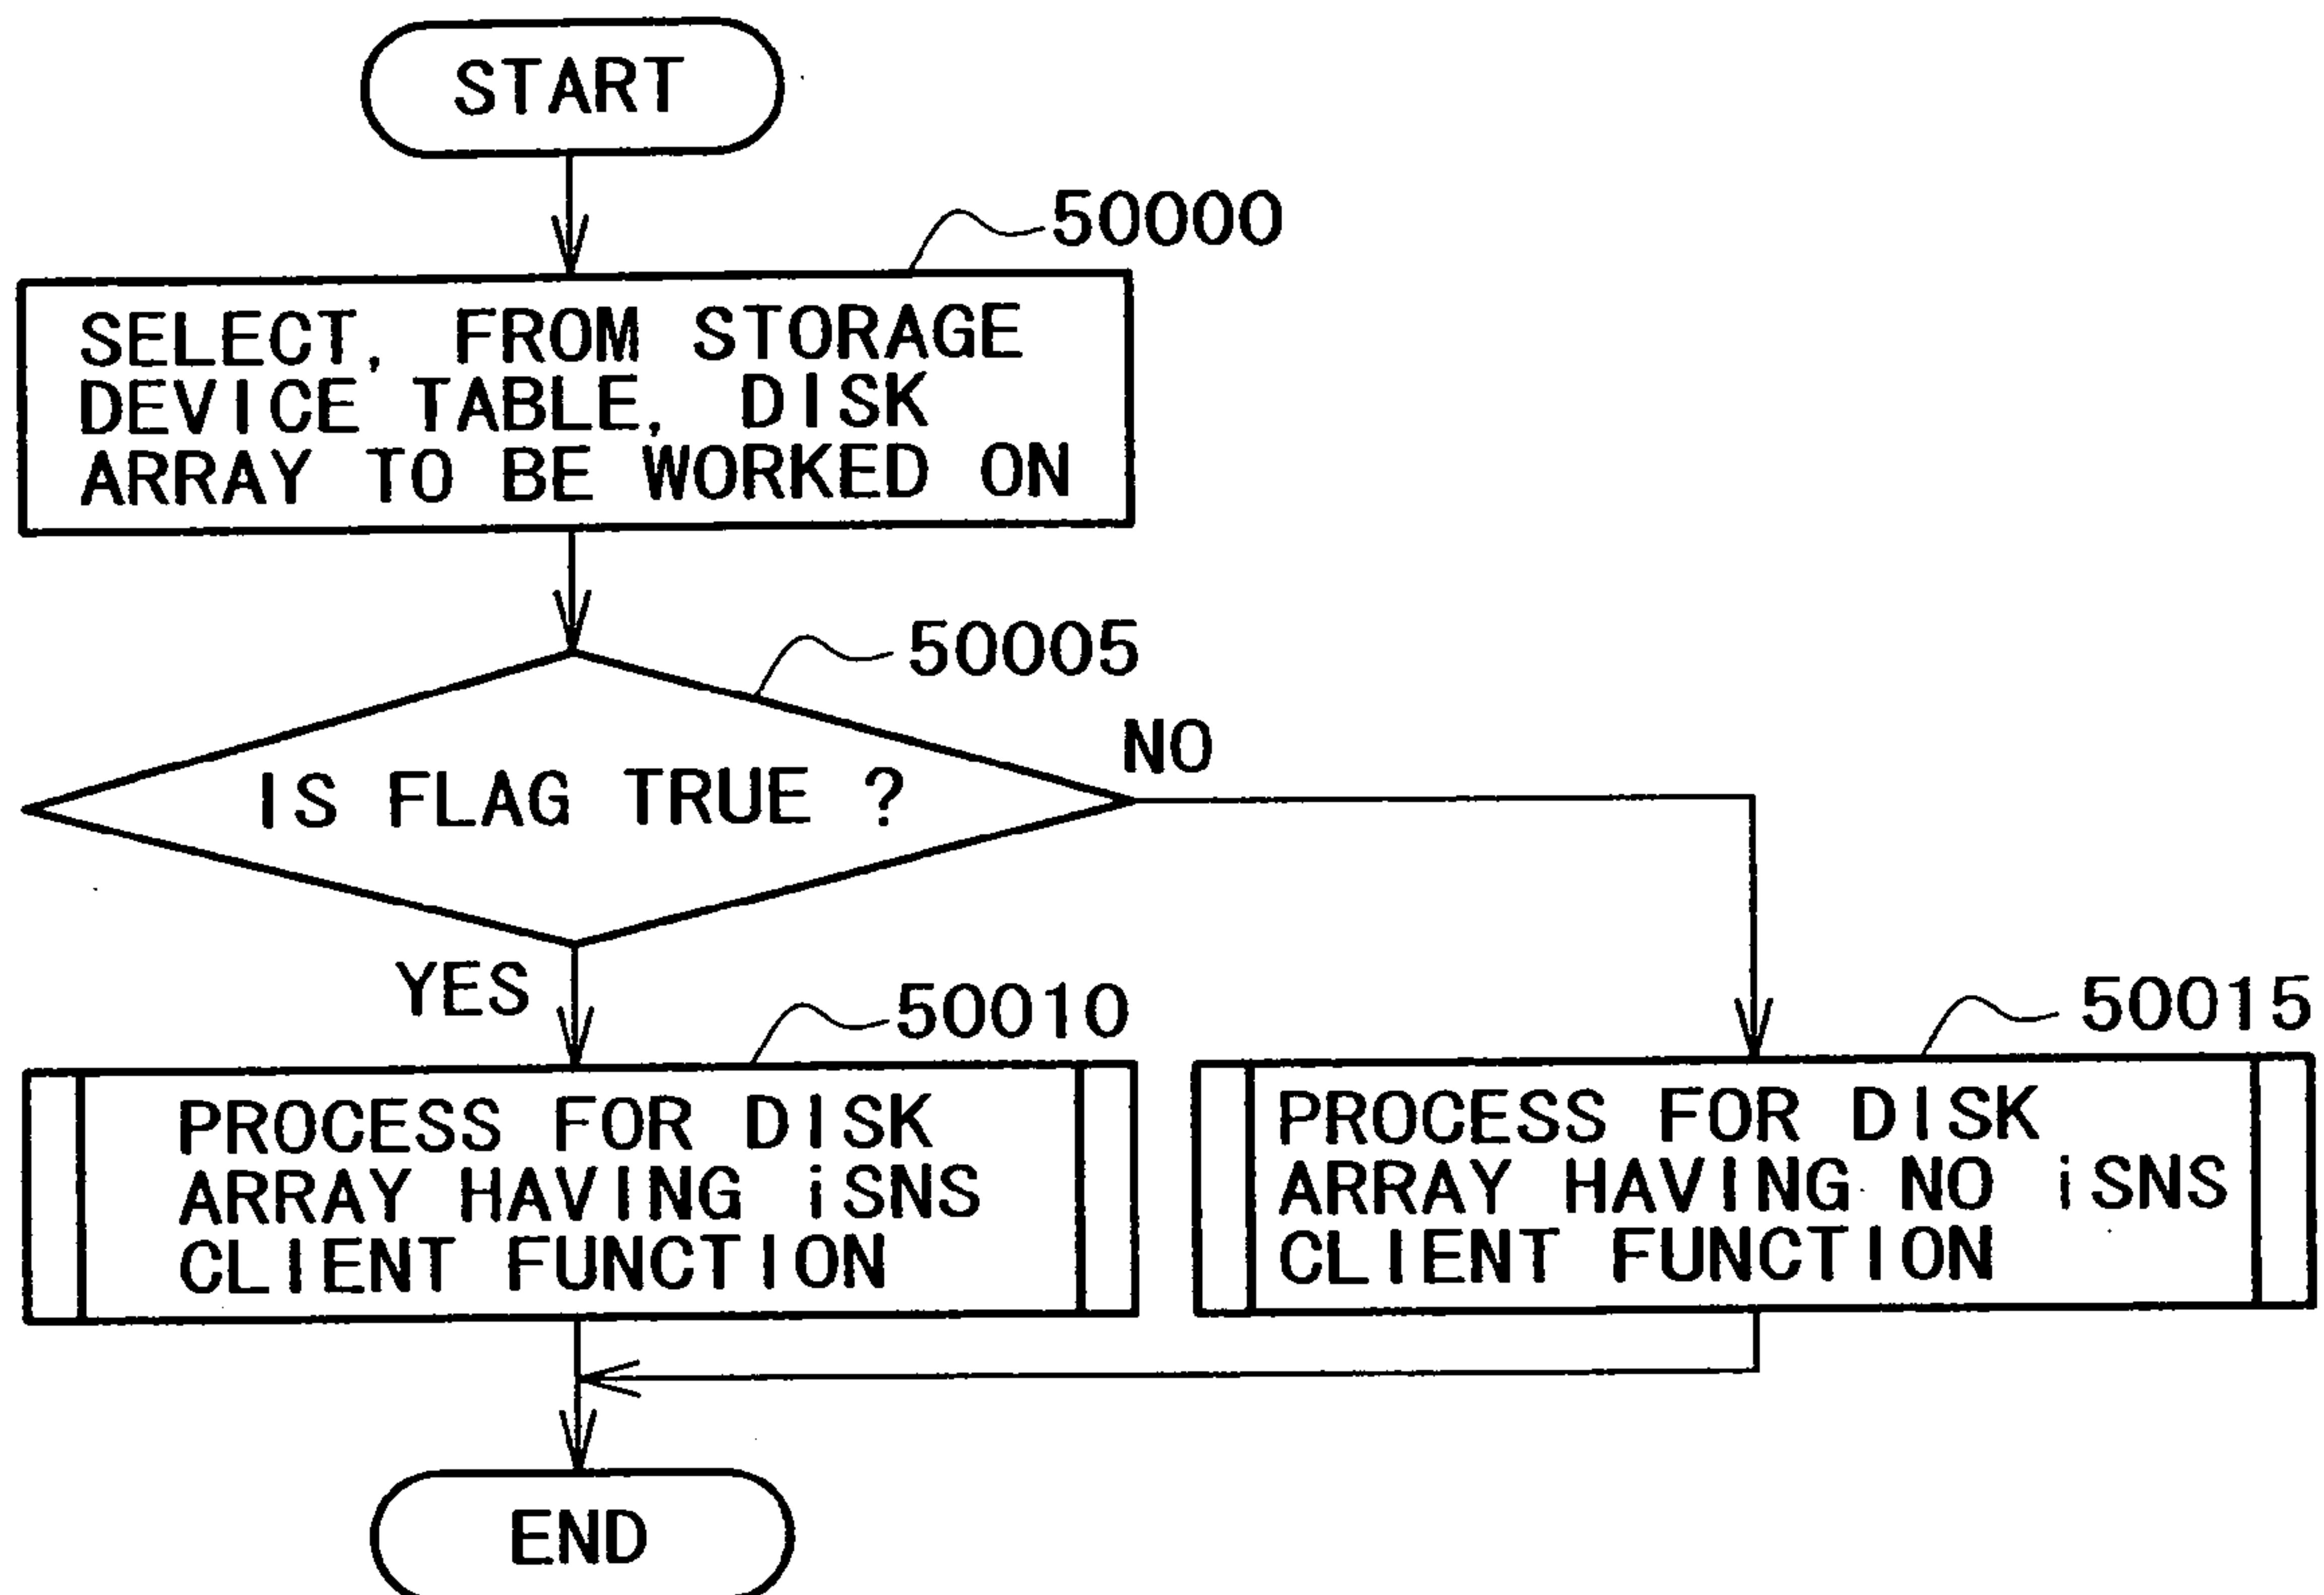 START
50000
SELECT, FROM STORAGE
DEVICE TABLE, DISK
ARRAY TO BE WORKED ON
50005
IS FLAG TRUE ?
NO
YES
50010
PROCESS FOR DISK
ARRAY HAVING iSNS
CLIENT FUNCTION
50015
PROCESS FOR DISK
ARRAY HAVING NO iSNS
CLIENT FUNCTION
END